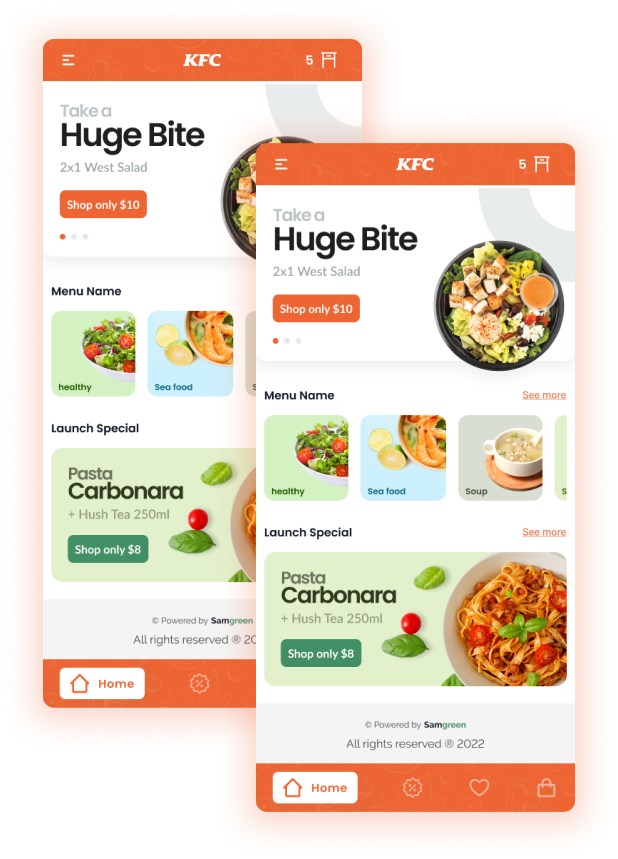 KFC
5
Take a
Huge Bite
2x1 West Salad
Shop only $10
Menu Name
healthy
Sea food
S
Launch Special
Pasta
Carbonara
+ Hush Tea 250ml
Shop only $8
© Powered by Samgreen
All rights reserved ® 20
Home
KFC
5
Take a
Huge Bite
2x1 West Salad
Shop only $10
Menu Name
See more
healthy
Sea food
Soup
S
Launch Special
See more
Pasta
Carbonara
+ Hush Tea 250ml
Shop only $8
© Powered by Samgreen
All rights reserved ® 2022
Home